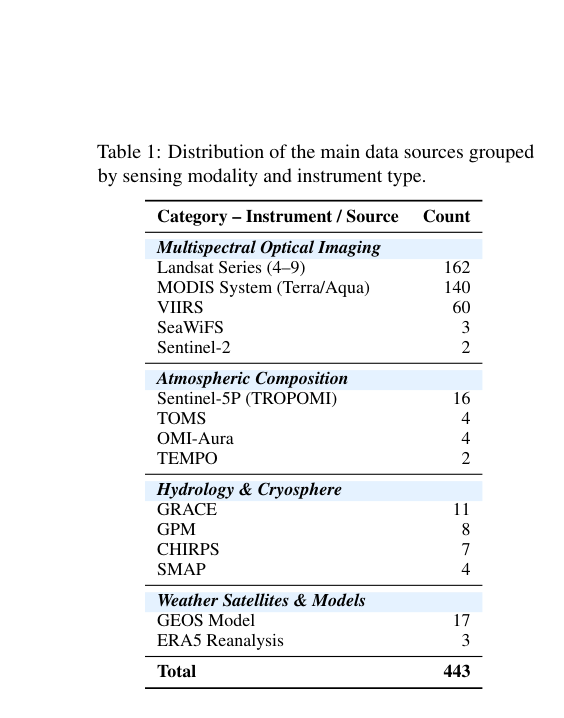 Table 1: Distribution of the main data sources grouped
by sensing modality and instrument type.
Category – Instrument / Source Count
Multispectral Optical Imaging
Landsat Series (4–9) 162
MODIS System (Terra/Aqua) 140
VIIRS 60
SeaWiFS 3
Sentinel-2 2
Atmospheric Composition
Sentinel-5P (TROPOMI) 16
TOMS 4
OMI-Aura 4
TEMPO 2
Hydrology & Cryosphere
GRACE 11
GPM 8
CHIRPS 7
SMAP 4
Weather Satellites & Models
GEOS Model 17
ERA5 Reanalysis 3
Total 443